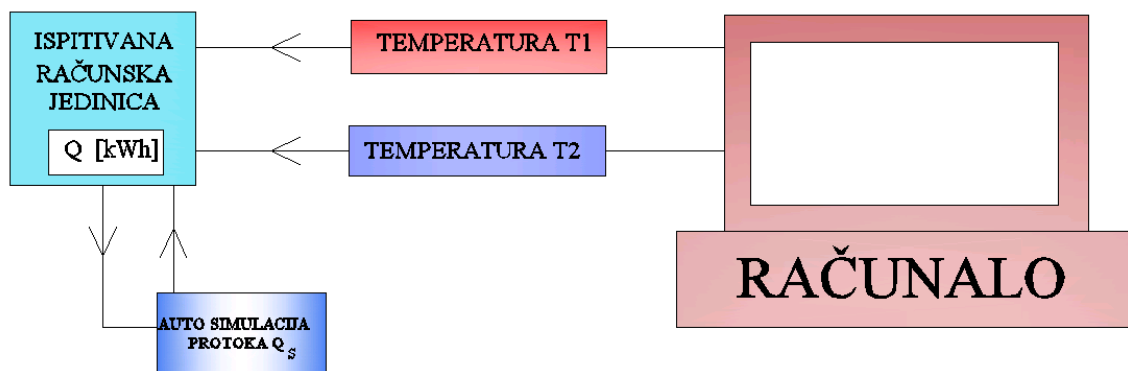 ISPITIVANA
RAČUNSKA
JEDINICA
Q [kWh]
TEMPERATURA T1
TEMPERATURA T2
AUTO SIMULACIJA
PROTOKA Q S
RAČUNALO